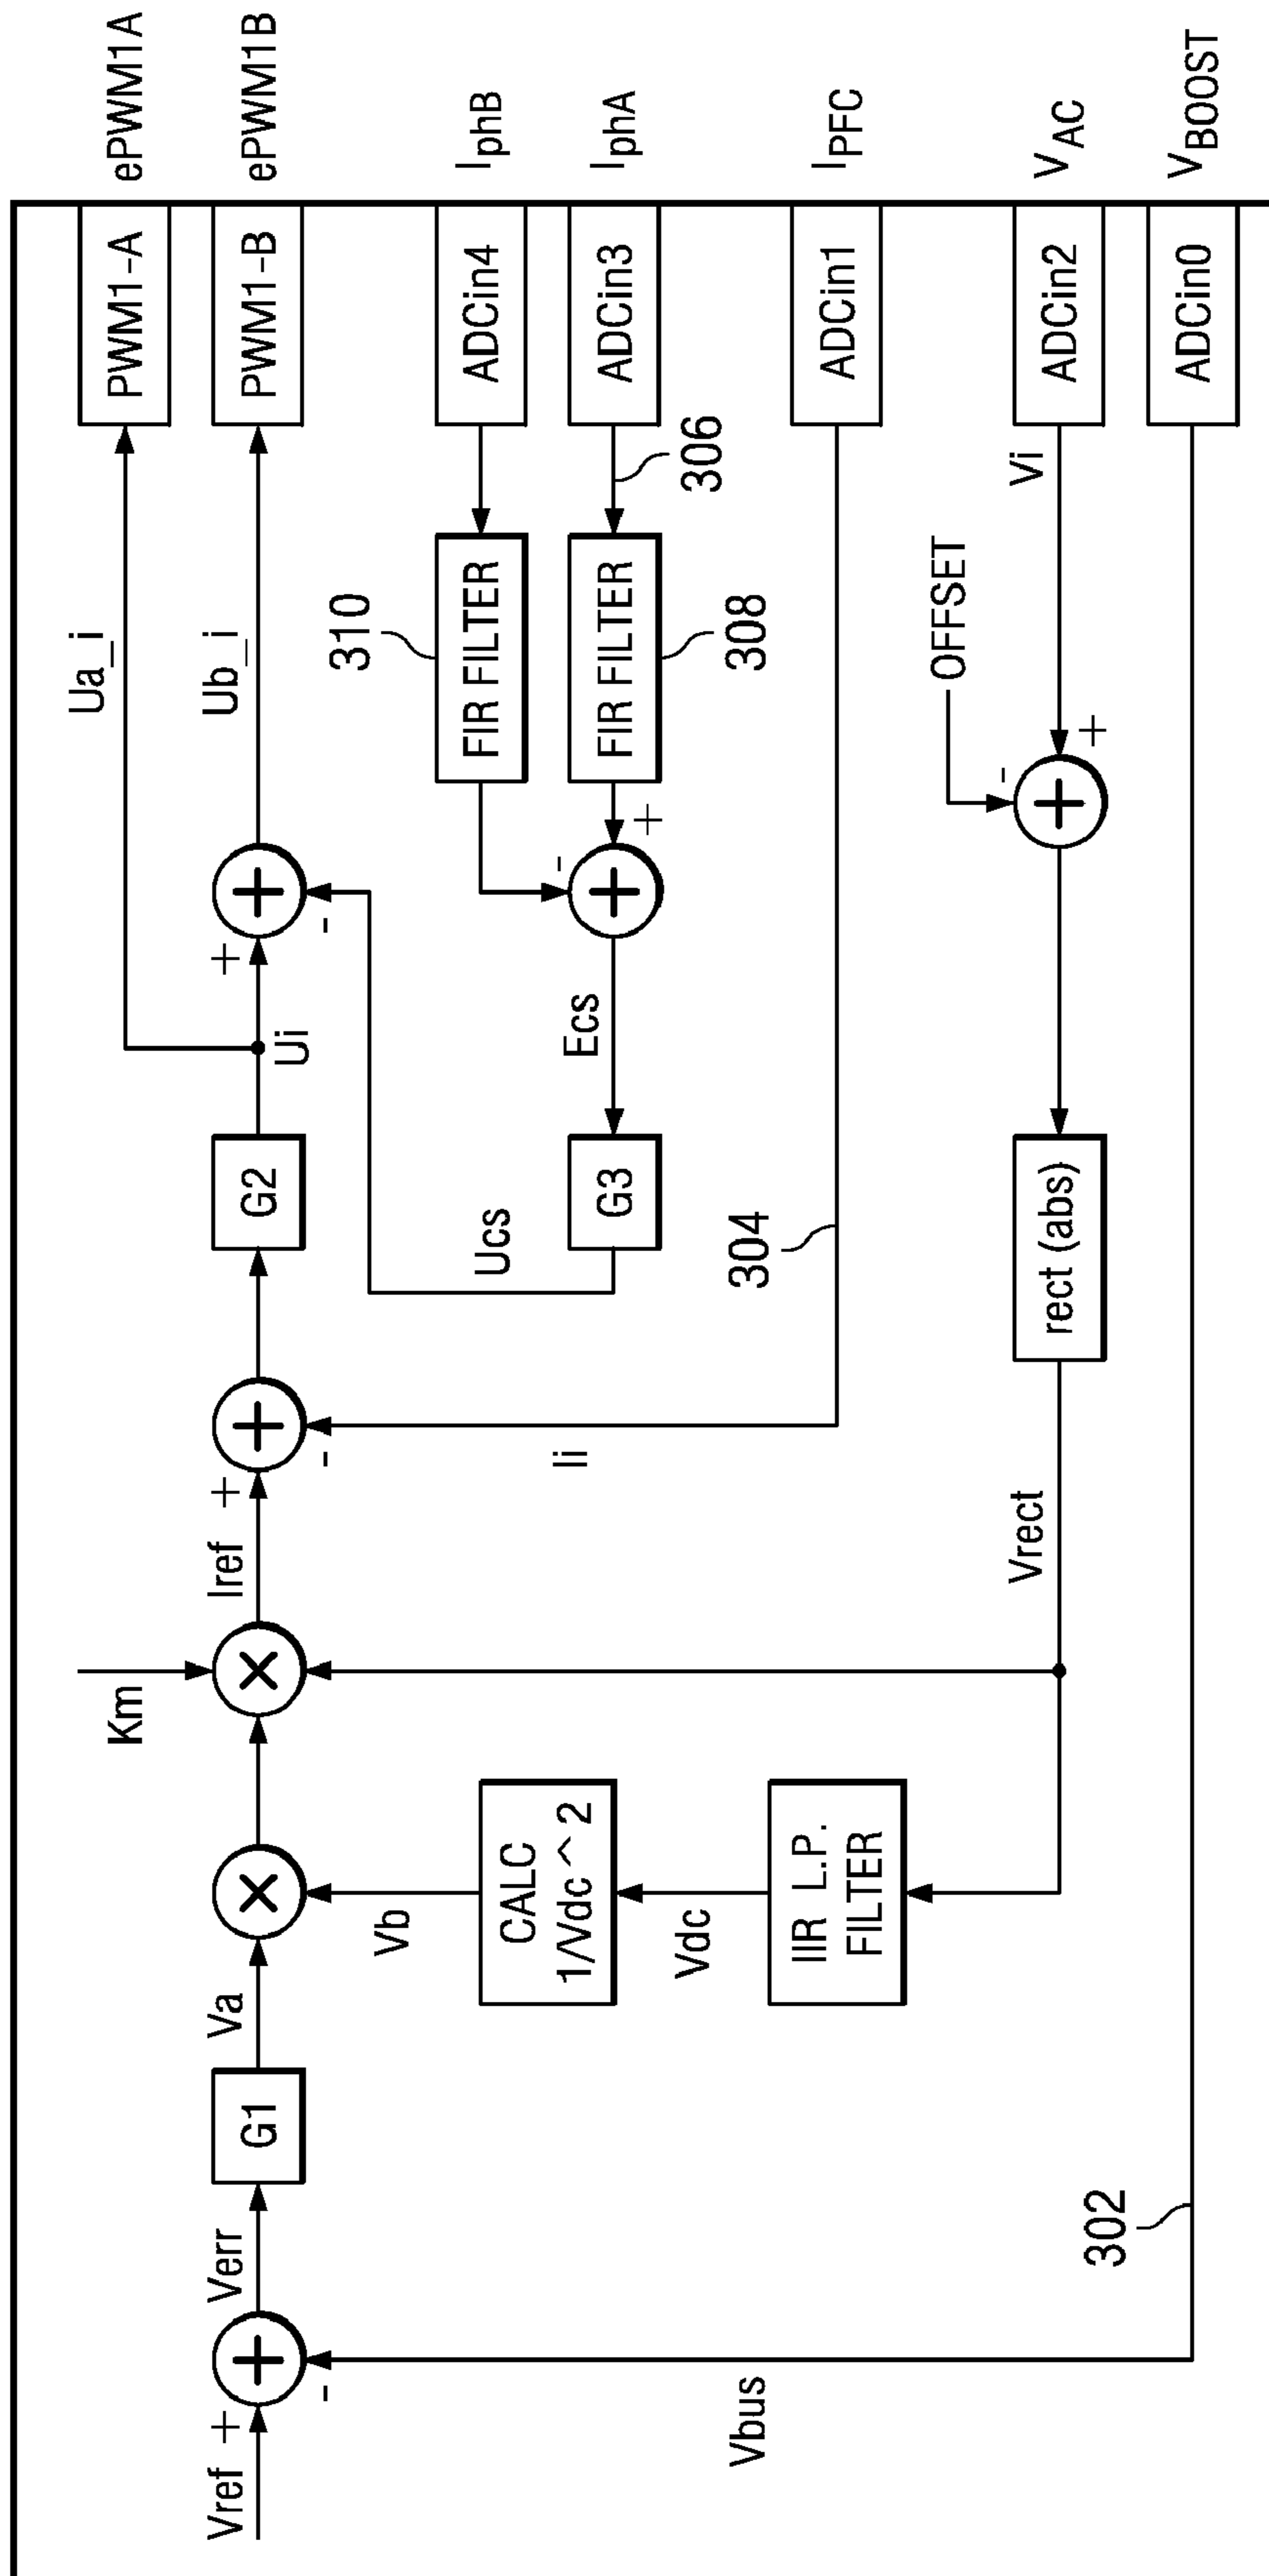 Vref
+
-
Verr
G1
Va
Vb
Km
Iref
+
-
G2
Ui
+
-
Ua_i
Ub_i
PWM1-A
ePWM1A
PWM1-B
ePWM1B
CALC
1/Vdc^2
Vdc
IIR L.P.
FILTER
Ucs
G3
Ecs
-
+
310
FIR FILTER
FIR FILTER
308
306
ADCin4
IphB
ADCin3
IphA
Ii
304
ADCin1
IPFC
Vrect
rect (abs)
OFFSET
-
+
Vi
ADCin2
VAC
Vbus
302
ADCin0
VBOOST